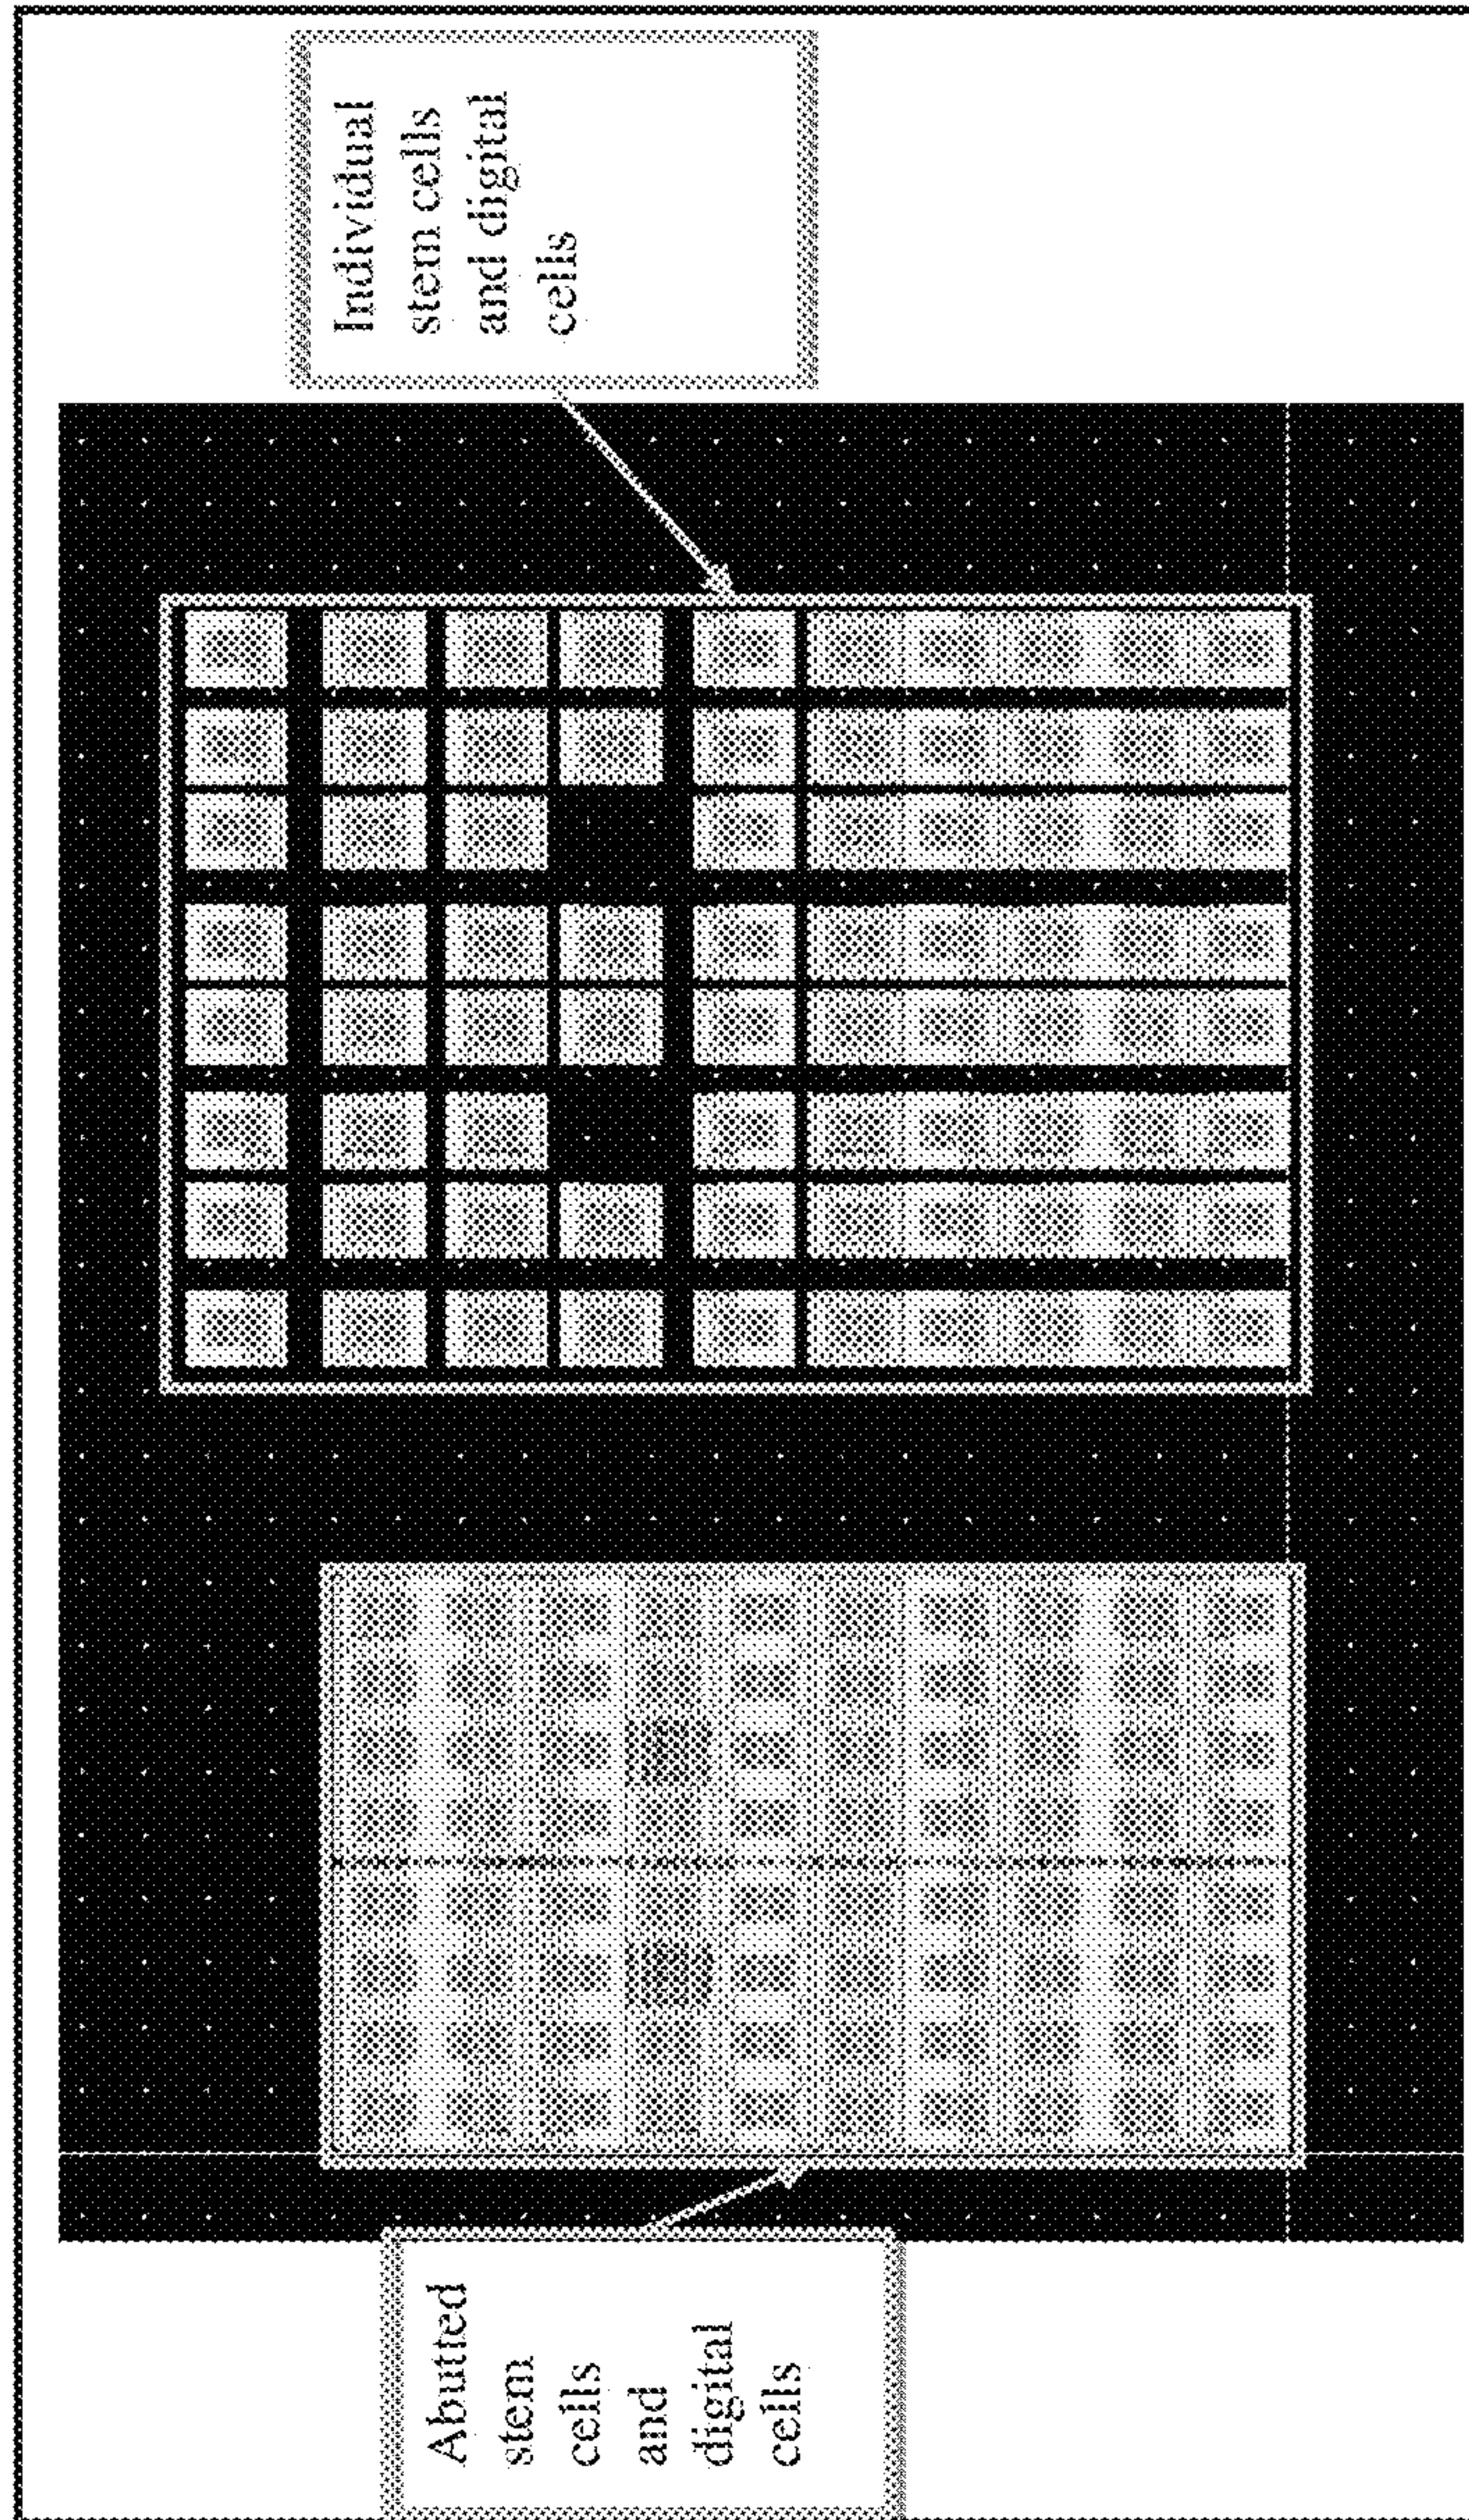 Abutted
stem
cells
and
digital
cells
Individual
stem cells
and digital
cells